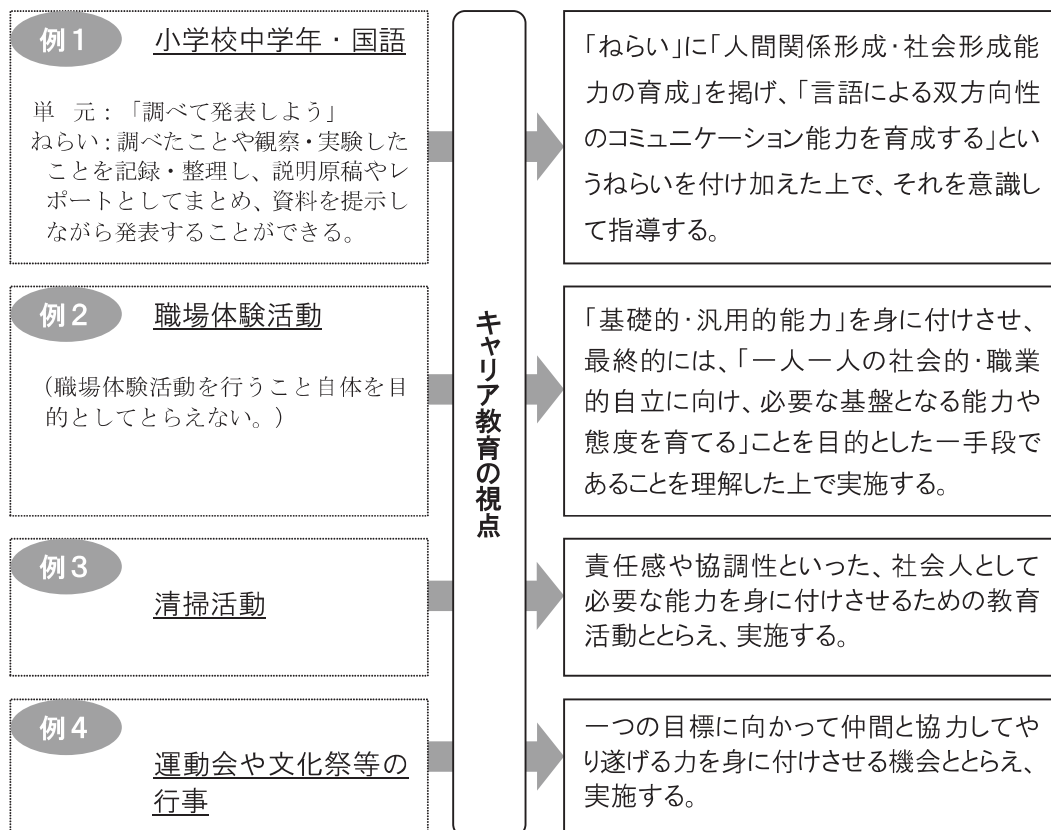 例1 小学校中学年・国語
単 元：「調べて発表しよう」
ねらい：調べたことや観察・実験した
ことを記録・整理し、説明原稿やレ
ポートとしてまとめ、資料を提示し
ながら発表することができる。
「ねらい」に「人間関係形成・社会形成能
力の育成」を掲げ、「言語による双方向性
のコミュニケーション能力を育成する」とい
うねらいを付け加えた上で、それを意識し
て指導する。
例2 職場体験活動
(職場体験活動を行うこと自体を目
的としてとらえない。)
キャリア教育の視点
「基礎的・汎用的能力」を身に付けさせ、
最終的には、「一人一人の社会的・職業
的自立に向け、必要な基盤となる能力や
態度を育てる」ことを目的とした一手段で
あることを理解した上で実施する。
例3
清掃活動
責任感や協調性といった、社会人として
必要な能力を身に付けさせるための教育
活動ととらえ、実施する。
例4
運動会や文化祭等の
行事
一つの目標に向かって仲間と協力してや
り遂げる力を身に付けさせる機会ととらえ、
実施する。